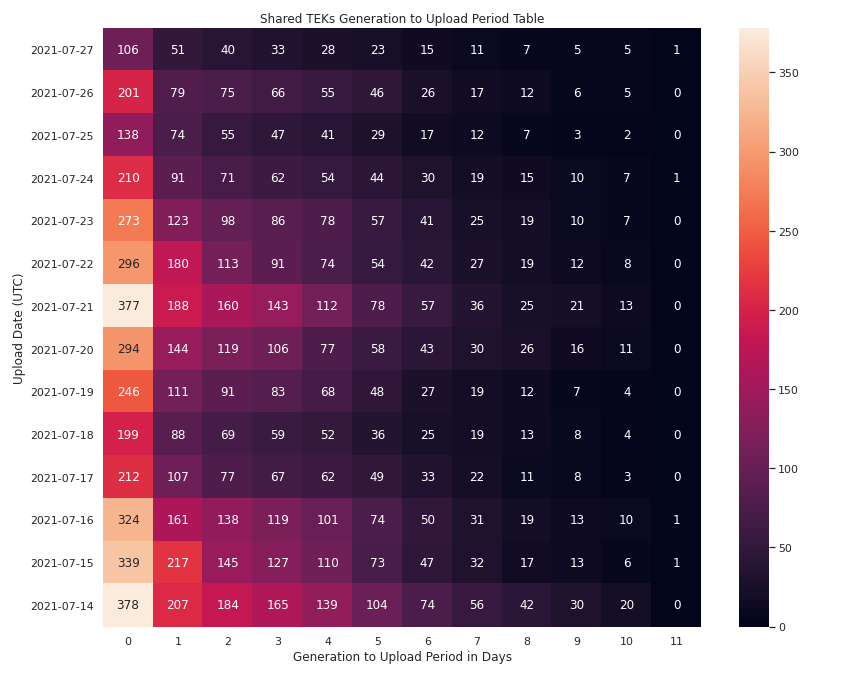 Shared TEKs Generation to Upload Period Table
Upload Date (UTC)
2021-07-27 106 51 40 33 28 23 15 11 7 5 5 1
2021-07-26 201 79 75 66 55 46 26 17 12 6 5 0
2021-07-25 138 74 55 47 41 29 17 12 7 3 2 0
2021-07-24 210 91 71 62 54 44 30 19 15 10 7 1
2021-07-23 273 123 98 86 78 57 41 25 19 10 7 0
2021-07-22 296 180 113 91 74 54 42 27 19 12 8 0
2021-07-21 377 188 160 143 112 78 57 36 25 21 13 0
2021-07-20 294 144 119 106 77 58 43 30 26 16 11 0
2021-07-19 246 111 91 83 68 48 27 19 12 7 4 0
2021-07-18 199 88 69 59 52 36 25 19 13 8 4 0
2021-07-17 212 107 77 67 62 49 33 22 11 8 3 0
2021-07-16 324 161 138 119 101 74 50 31 19 13 10 1
2021-07-15 339 217 145 127 110 73 47 32 17 13 6 1
2021-07-14 378 207 184 165 139 104 74 56 42 30 20 0
0 1 2 3 4 5 6 7 8 9 10 11
Generation to Upload Period in Days
350
300
250
200
150
100
50
0